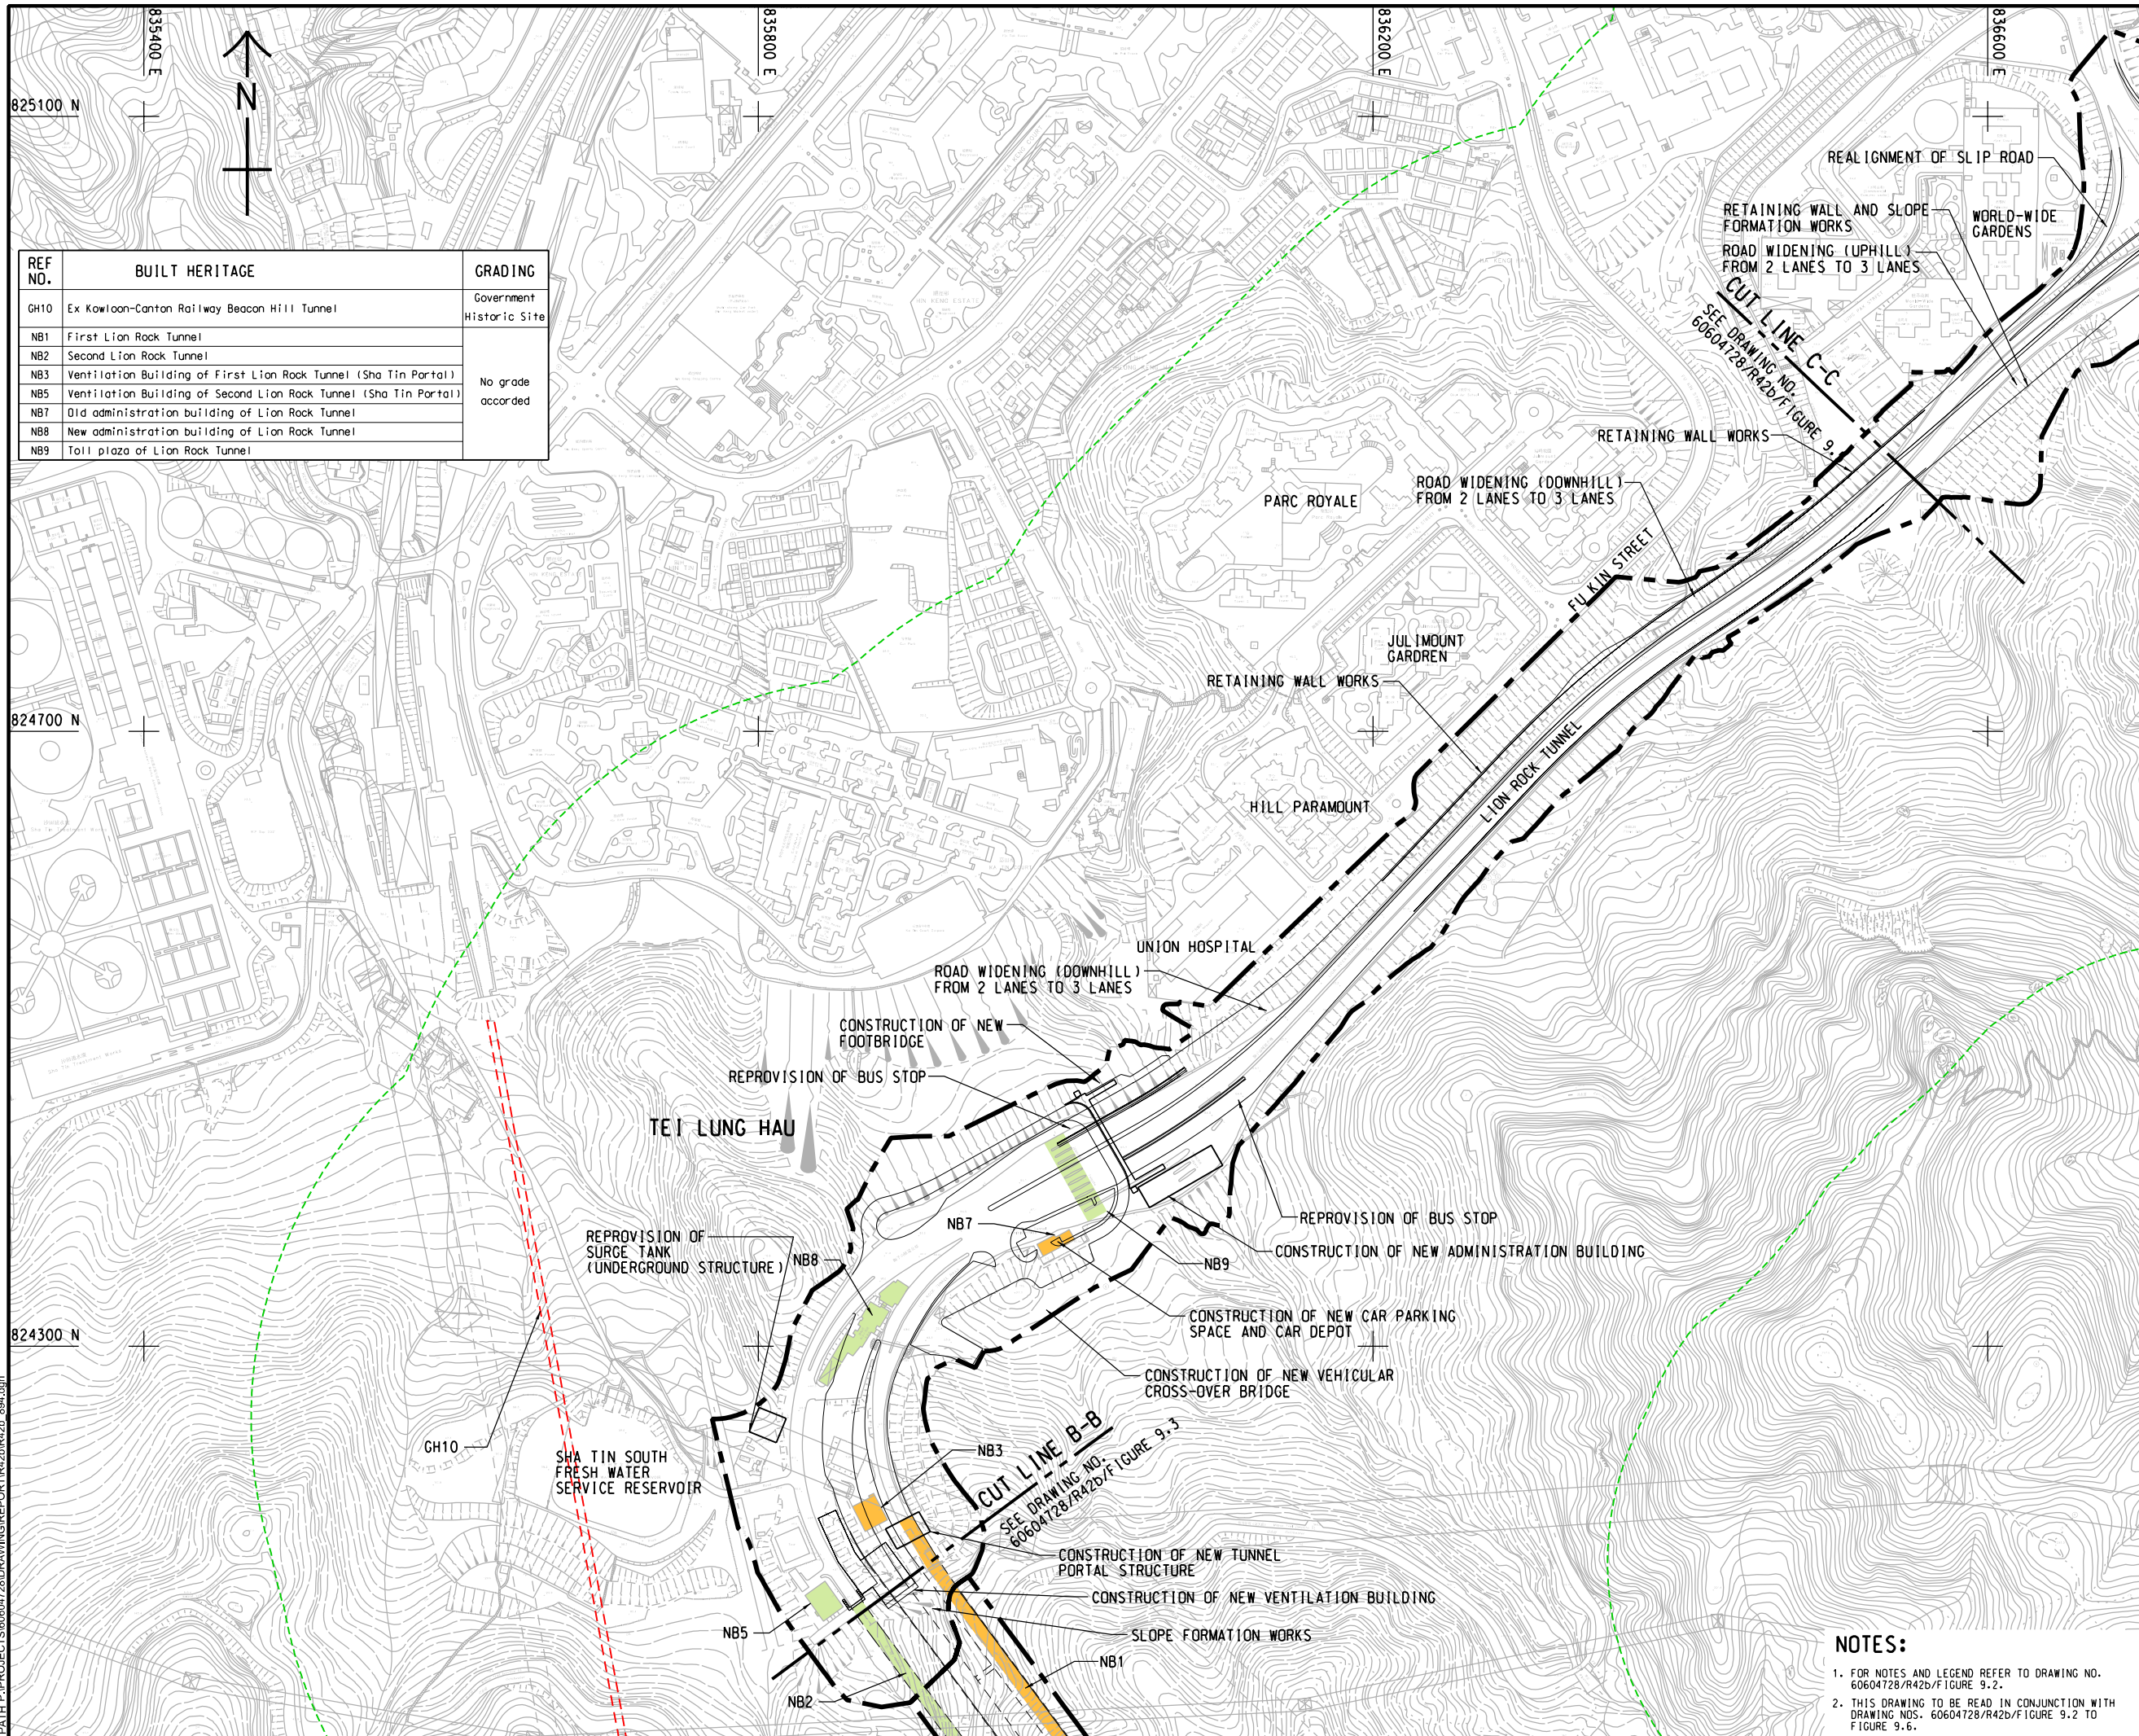 835400 E
835800 E
836200 E
836600 E
825100 N
N
824700 N
824300 N
REF NO.
BUILT HERITAGE
GRADING
GH10
Ex Kowloon-Canton Railway Beacon Hill Tunnel
Government
Historic Site
NB1
First Lion Rock Tunnel
NB2
Second Lion Rock Tunnel
NB3
Ventilation Building of First Lion Rock Tunnel (Sha Tin Portal)
NB5
Ventilation Building of Second Lion Rock Tunnel (Sha Tin Portal)
NB7
Old administration building of Lion Rock Tunnel
NB8
New administration building of Lion Rock Tunnel
NB9
Toll plaza of Lion Rock Tunnel
No grade
accorded
REALIGNMENT OF SLIP ROAD
RETAINING WALL AND SLOPE
FORMATION WORKS
WORLD-WIDE
GARDENS
ROAD WIDENING (UPHILL)
FROM 2 LANES TO 3 LANES
CUT LINE C-C
SEE DRAWING NO.
60604728/R42b/FIGURE 9.
RETAINING WALL WORKS
ROAD WIDENING (DOWNHILL)
FROM 2 LANES TO 3 LANES
PARC ROYALE
FU KIN STREET
JULIMOUNT
GARDREN
RETAINING WALL WORKS
LION ROCK TUNNEL
HILL PARAMOUNT
UNION HOSPITAL
ROAD WIDENING (DOWNHILL)
FROM 2 LANES TO 3 LANES
CONSTRUCTION OF NEW
FOOTBRIDGE
REPROVISION OF BUS STOP
TEI LUNG HAU
REPROVISION OF
SURGE TANK
(UNDERGROUND STRUCTURE)
NB8
NB7
REPROVISION OF BUS STOP
CONSTRUCTION OF NEW ADMINISTRATION BUILDING
NB9
CONSTRUCTION OF NEW CAR PARKING
SPACE AND CAR DEPOT
CONSTRUCTION OF NEW VEHICULAR
CROSS-OVER BRIDGE
GH10
SHA TIN SOUTH
FRESH WATER
SERVICE RESERVOIR
NB3
CUT LINE B-B
SEE DRAWING NO.
60604728/R42b/FIGURE 9.3
CONSTRUCTION OF NEW TUNNEL
PORTAL STRUCTURE
CONSTRUCTION OF NEW VENTILATION BUILDING
NB5
SLOPE FORMATION WORKS
NB1
NB2
NOTES:
1. FOR NOTES AND LEGEND REFER TO DRAWING NO.
60604728/R42b/FIGURE 9.2.
2. THIS DRAWING TO BE READ IN CONJUNCTION WITH
DRAWING NOS. 60604728/R42b/FIGURE 9.2 TO
FIGURE 9.6.